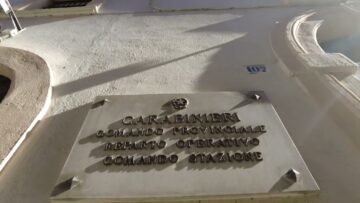 CARABINIERI
COMANDO PROVINCIALE
REPARTO OPERATIVO
COMANDO STAZIONE